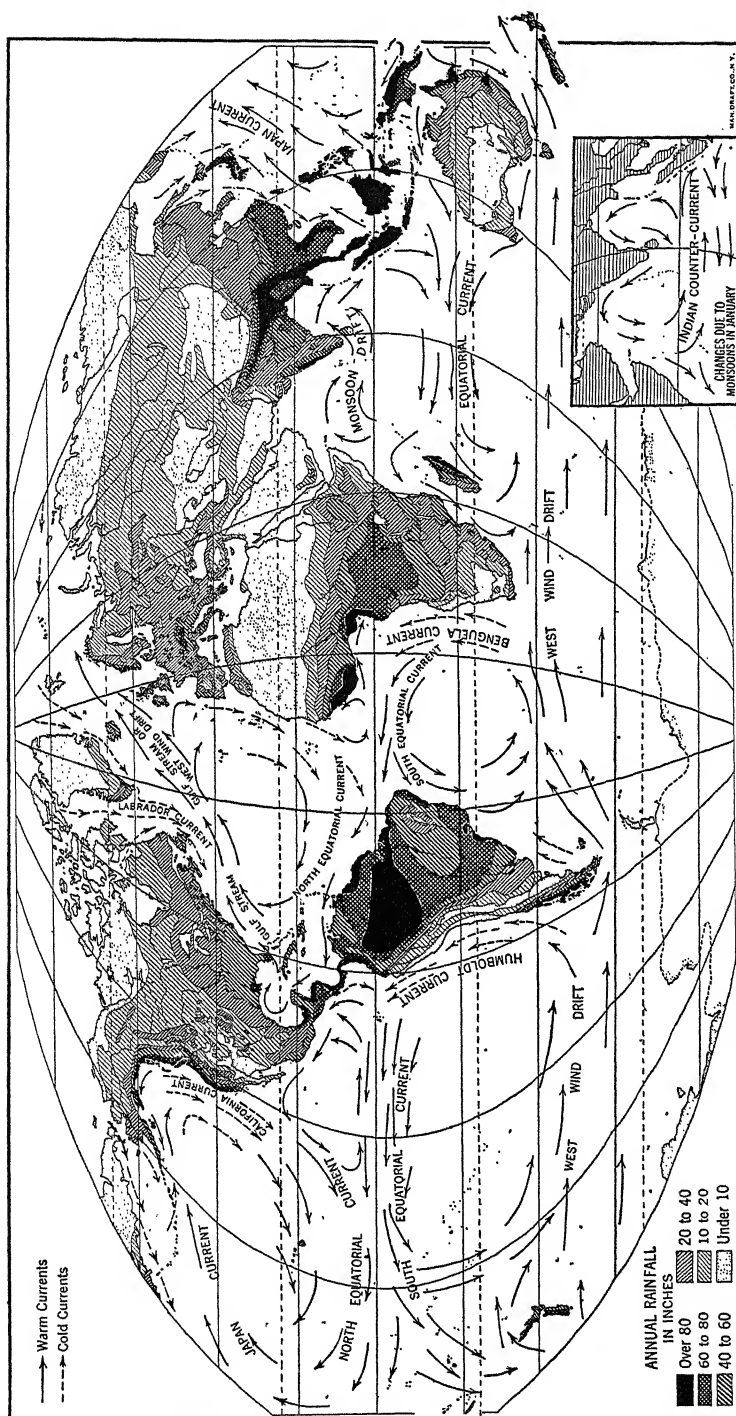 Warm Currents
Cold Currents
JAPAN CURRENT
CALIFORNIA CURRENT
LABRADOR CURRENT
GULF STREAM OR
WEST WIND DRIFT
GULF STREAM
NORTH EQUATORIAL CURRENT
SOUTH EQUATORIAL CURRENT
BENGUELA CURRENT
MONSOON DRIFT
EQUATORIAL CURRENT
JAPAN CURRENT
NORTH EQUATORIAL CURRENT
SOUTH EQUATORIAL CURRENT
HUMBOLDT CURRENT
WEST WIND DRIFT
WEST WIND DRIFT
ANNUAL RAINFALL
IN INCHES
Over 80
60 to 80
40 to 60
20 to 40
10 to 20
Under 10
INDIAN COUNTER-CURRENT
CHANGES DUE TO
MONSOONS IN JANUARY
MAN.DRAFT.CO.,N.Y.